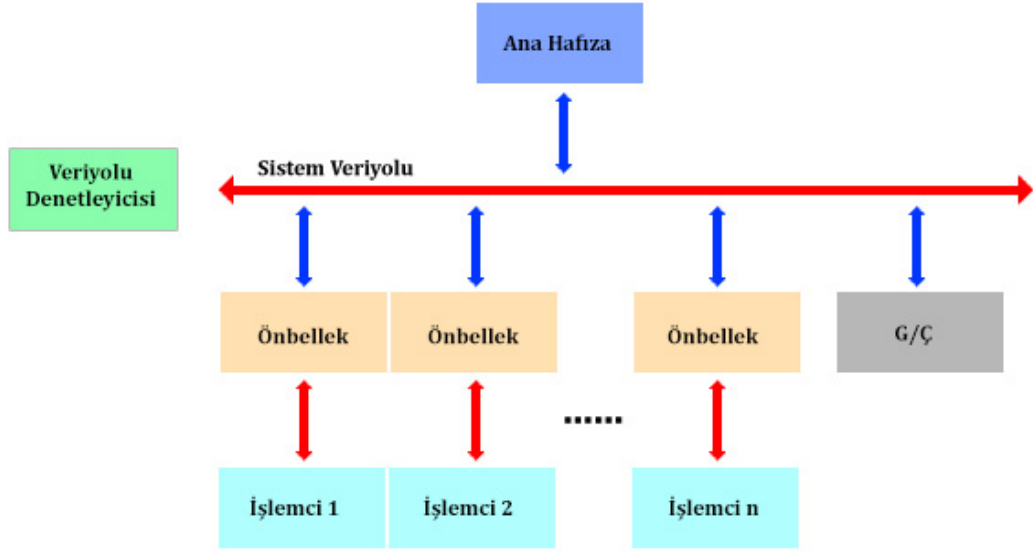 Ana Hafıza
Veriyolu
Denetleyicisi
Sistem Veriyolu
Önbellek
Önbellek
Önbellek
G/Ç
......
İşlemci 1
İşlemci 2
İşlemci n